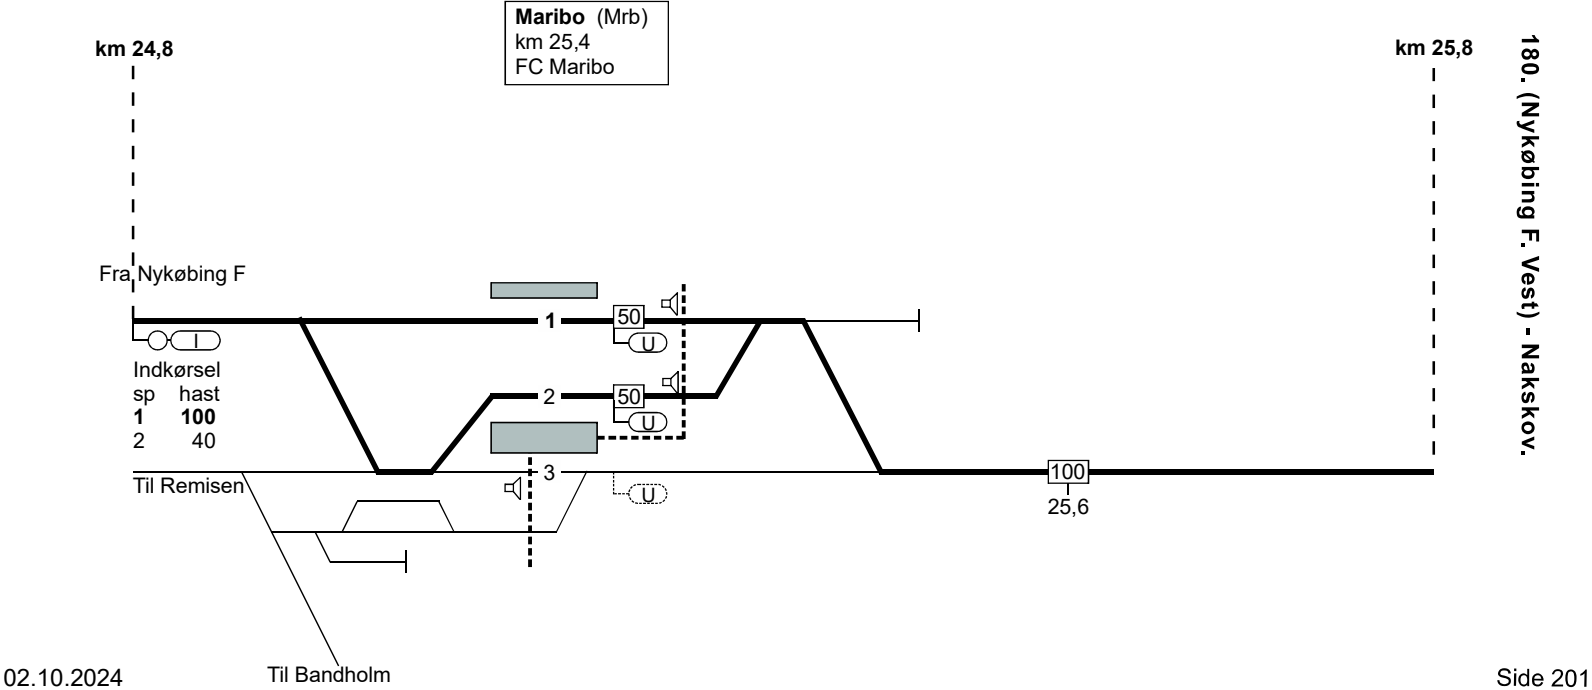 Maribo (Mrb)
km 25,4
FC Maribo
km 24,8
km 25,8
180. (Nykøbing F. Vest) - Nakskov.
Fra Nykøbing F
1
50
U
I
Indkørsel
sp hast
1 100
2 40
2
50
U
3
U
Til Remisen
100
25,6
Til Bandholm
02.10.2024
Side 201